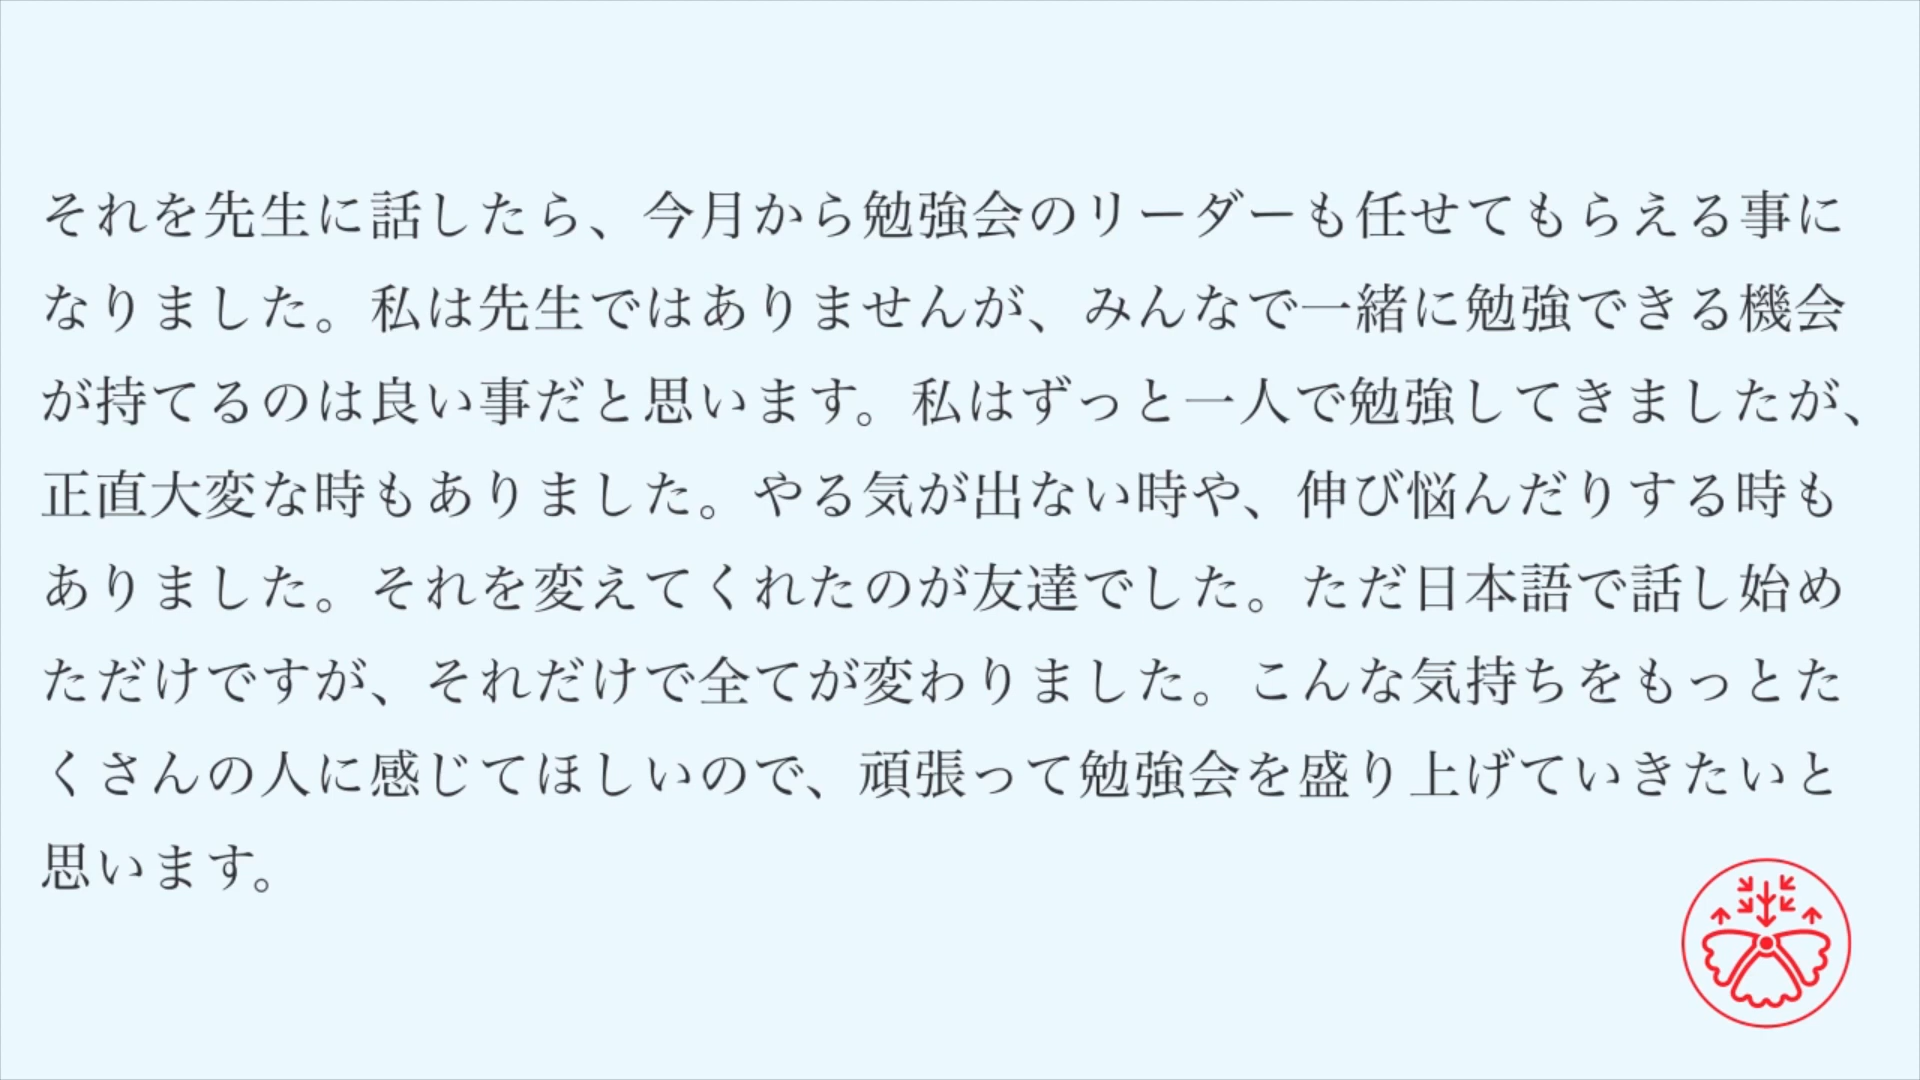 それを先生に話したら、今月から勉強会のリーダーも任せてもらえる事に
なりました。私は先生ではありませんが、みんなで一緒に勉強できる機会
が持てるのは良い事だと思います。私はずっと一人で勉強してきましたが、
正直大変な時もありました。やる気が出ない時や、伸び悩んだりする時も
ありました。それを変えてくれたのが友達でした。ただ日本語で話し始め
ただけですが、それだけで全てが変わりました。こんな気持ちをもっとた
くさんの人に感じてほしいので、頑張って勉強会を盛り上げていきたいと
思います。